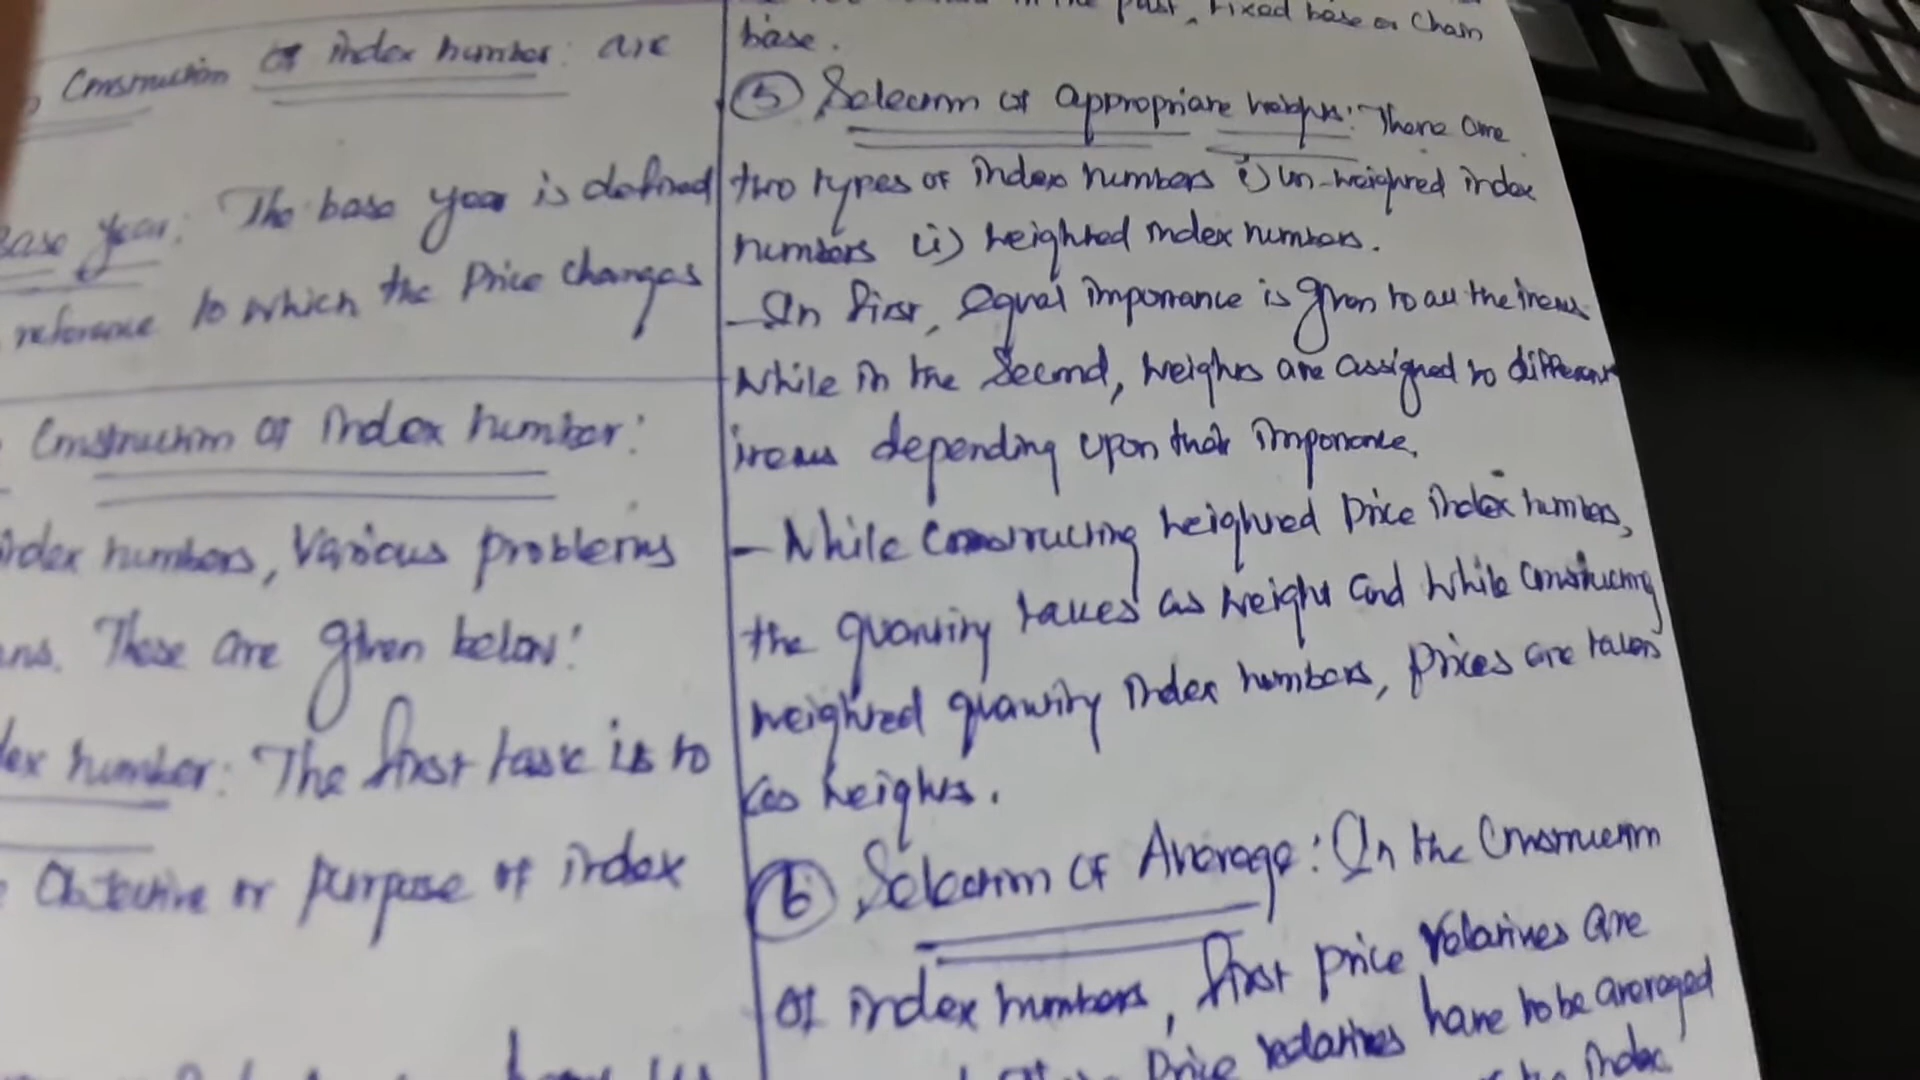 Construction of index number: are
Base year: The base year is defined
reference to which the price changes
Construction of index number:
index numbers, various problems
These are given below:
number: The first task is to
Objective or purpose of index
in the past, fixed base or chain
base.
⑤ Selection of appropriate weights: There are
two types of index numbers i) un-weighted index
numbers ii) weighted index numbers.
- In first, equal importance is given to all the items
while in the second, weights are assigned to different
items depending upon their importance.
- While constructing weighted price index numbers,
the quantity takes as weight and while constructing
weighted quantity index numbers, prices are taken
as weights.
⑥ Selection of Average: In the construction
of index numbers, first price relatives are
price relatives have to be averaged
index